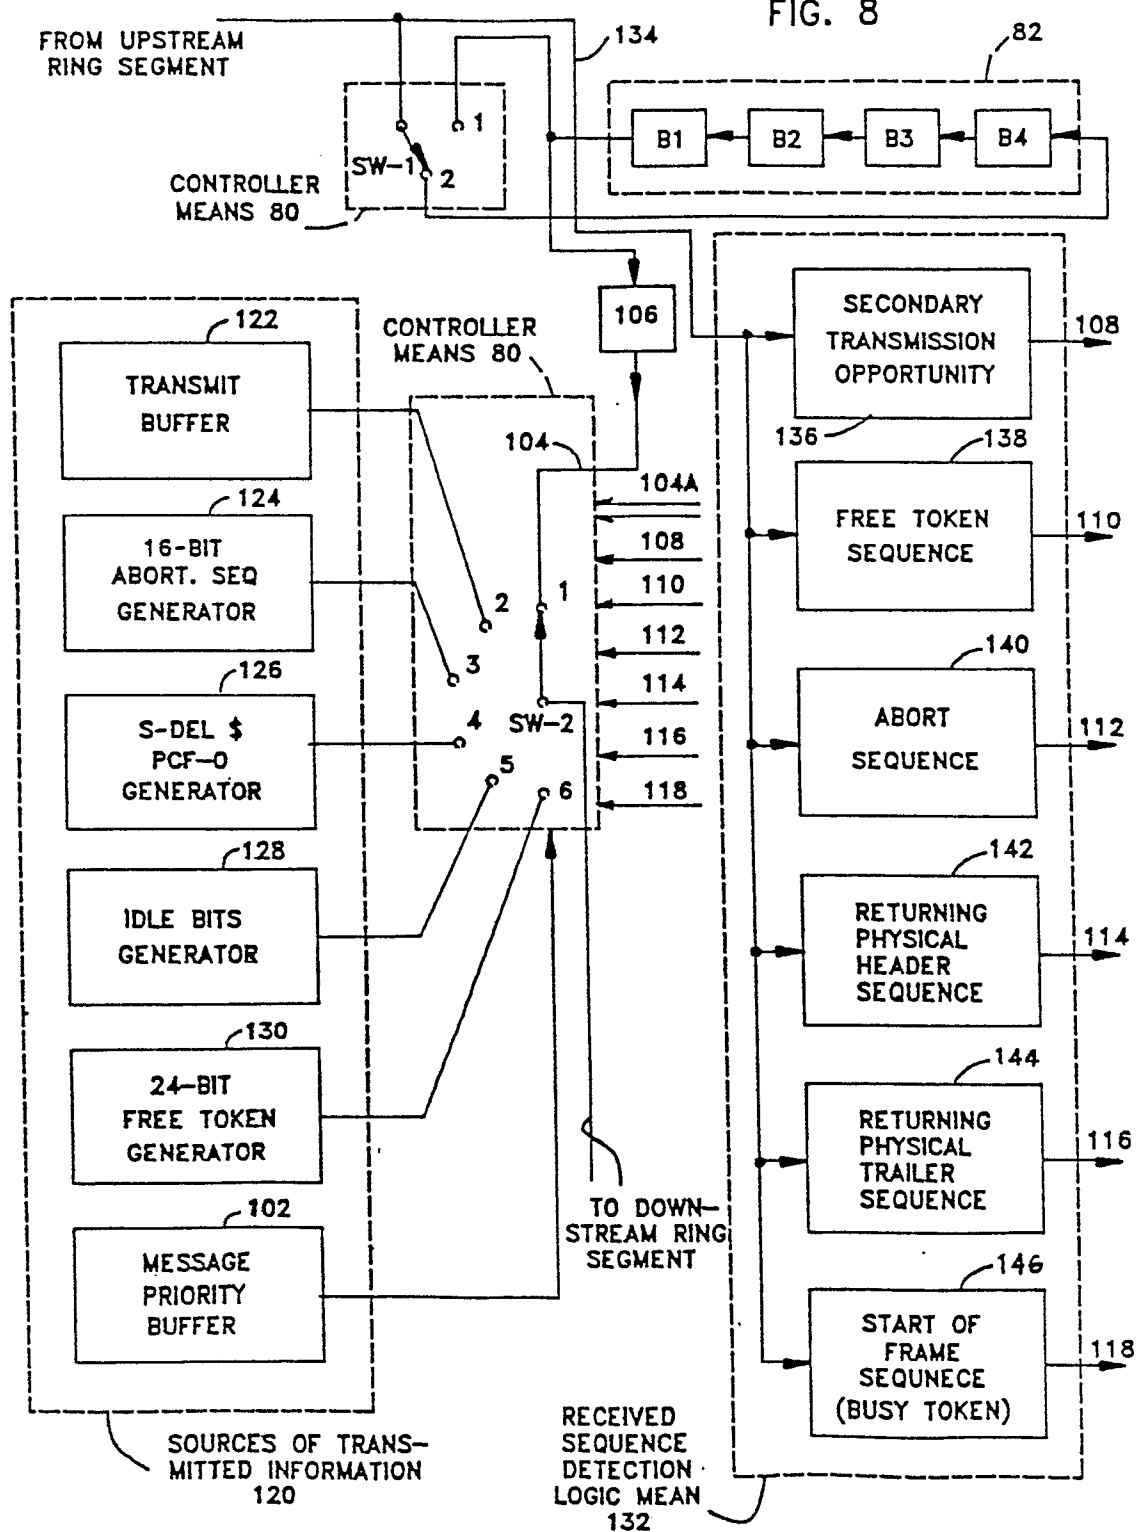 FIG. 8
FROM UPSTREAM
RING SEGMENT
134
82
1
SW-1
2
B1
B2
B3
B4
CONTROLLER
MEANS 80
106
122
TRANSMIT
BUFFER
124
16-BIT
ABORT. SEQ
GENERATOR
126
S-DEL $
PCF-O
GENERATOR
128
IDLE BITS
GENERATOR
130
24-BIT
FREE TOKEN
GENERATOR
102
MESSAGE
PRIORITY
BUFFER
SOURCES OF TRANS-
MITTED INFORMATION
120
CONTROLLER
MEANS 80
104
1
2
3
4
5
6
SW-2
104A
108
110
112
114
116
118
TO DOWN-
STREAM RING
SEGMENT
SECONDARY
TRANSMISSION
OPPORTUNITY
136
108
138
FREE TOKEN
SEQUENCE
110
140
ABORT
SEQUENCE
112
142
RETURNING
PHYSICAL
HEADER
SEQUENCE
114
144
RETURNING
PHYSICAL
TRAILER
SEQUENCE
116
146
START OF
FRAME
SEQUNECE
(BUSY TOKEN)
118
RECEIVED
SEQUENCE
DETECTION
LOGIC MEAN
132